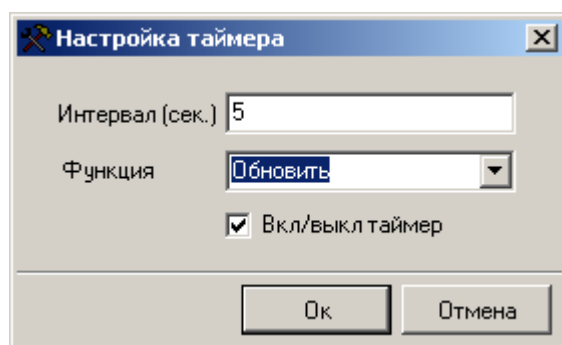 Настройка таймера
Интервал (сек.) 5
Функция Обновить
Вкл/выкл таймер
Ок Отмена